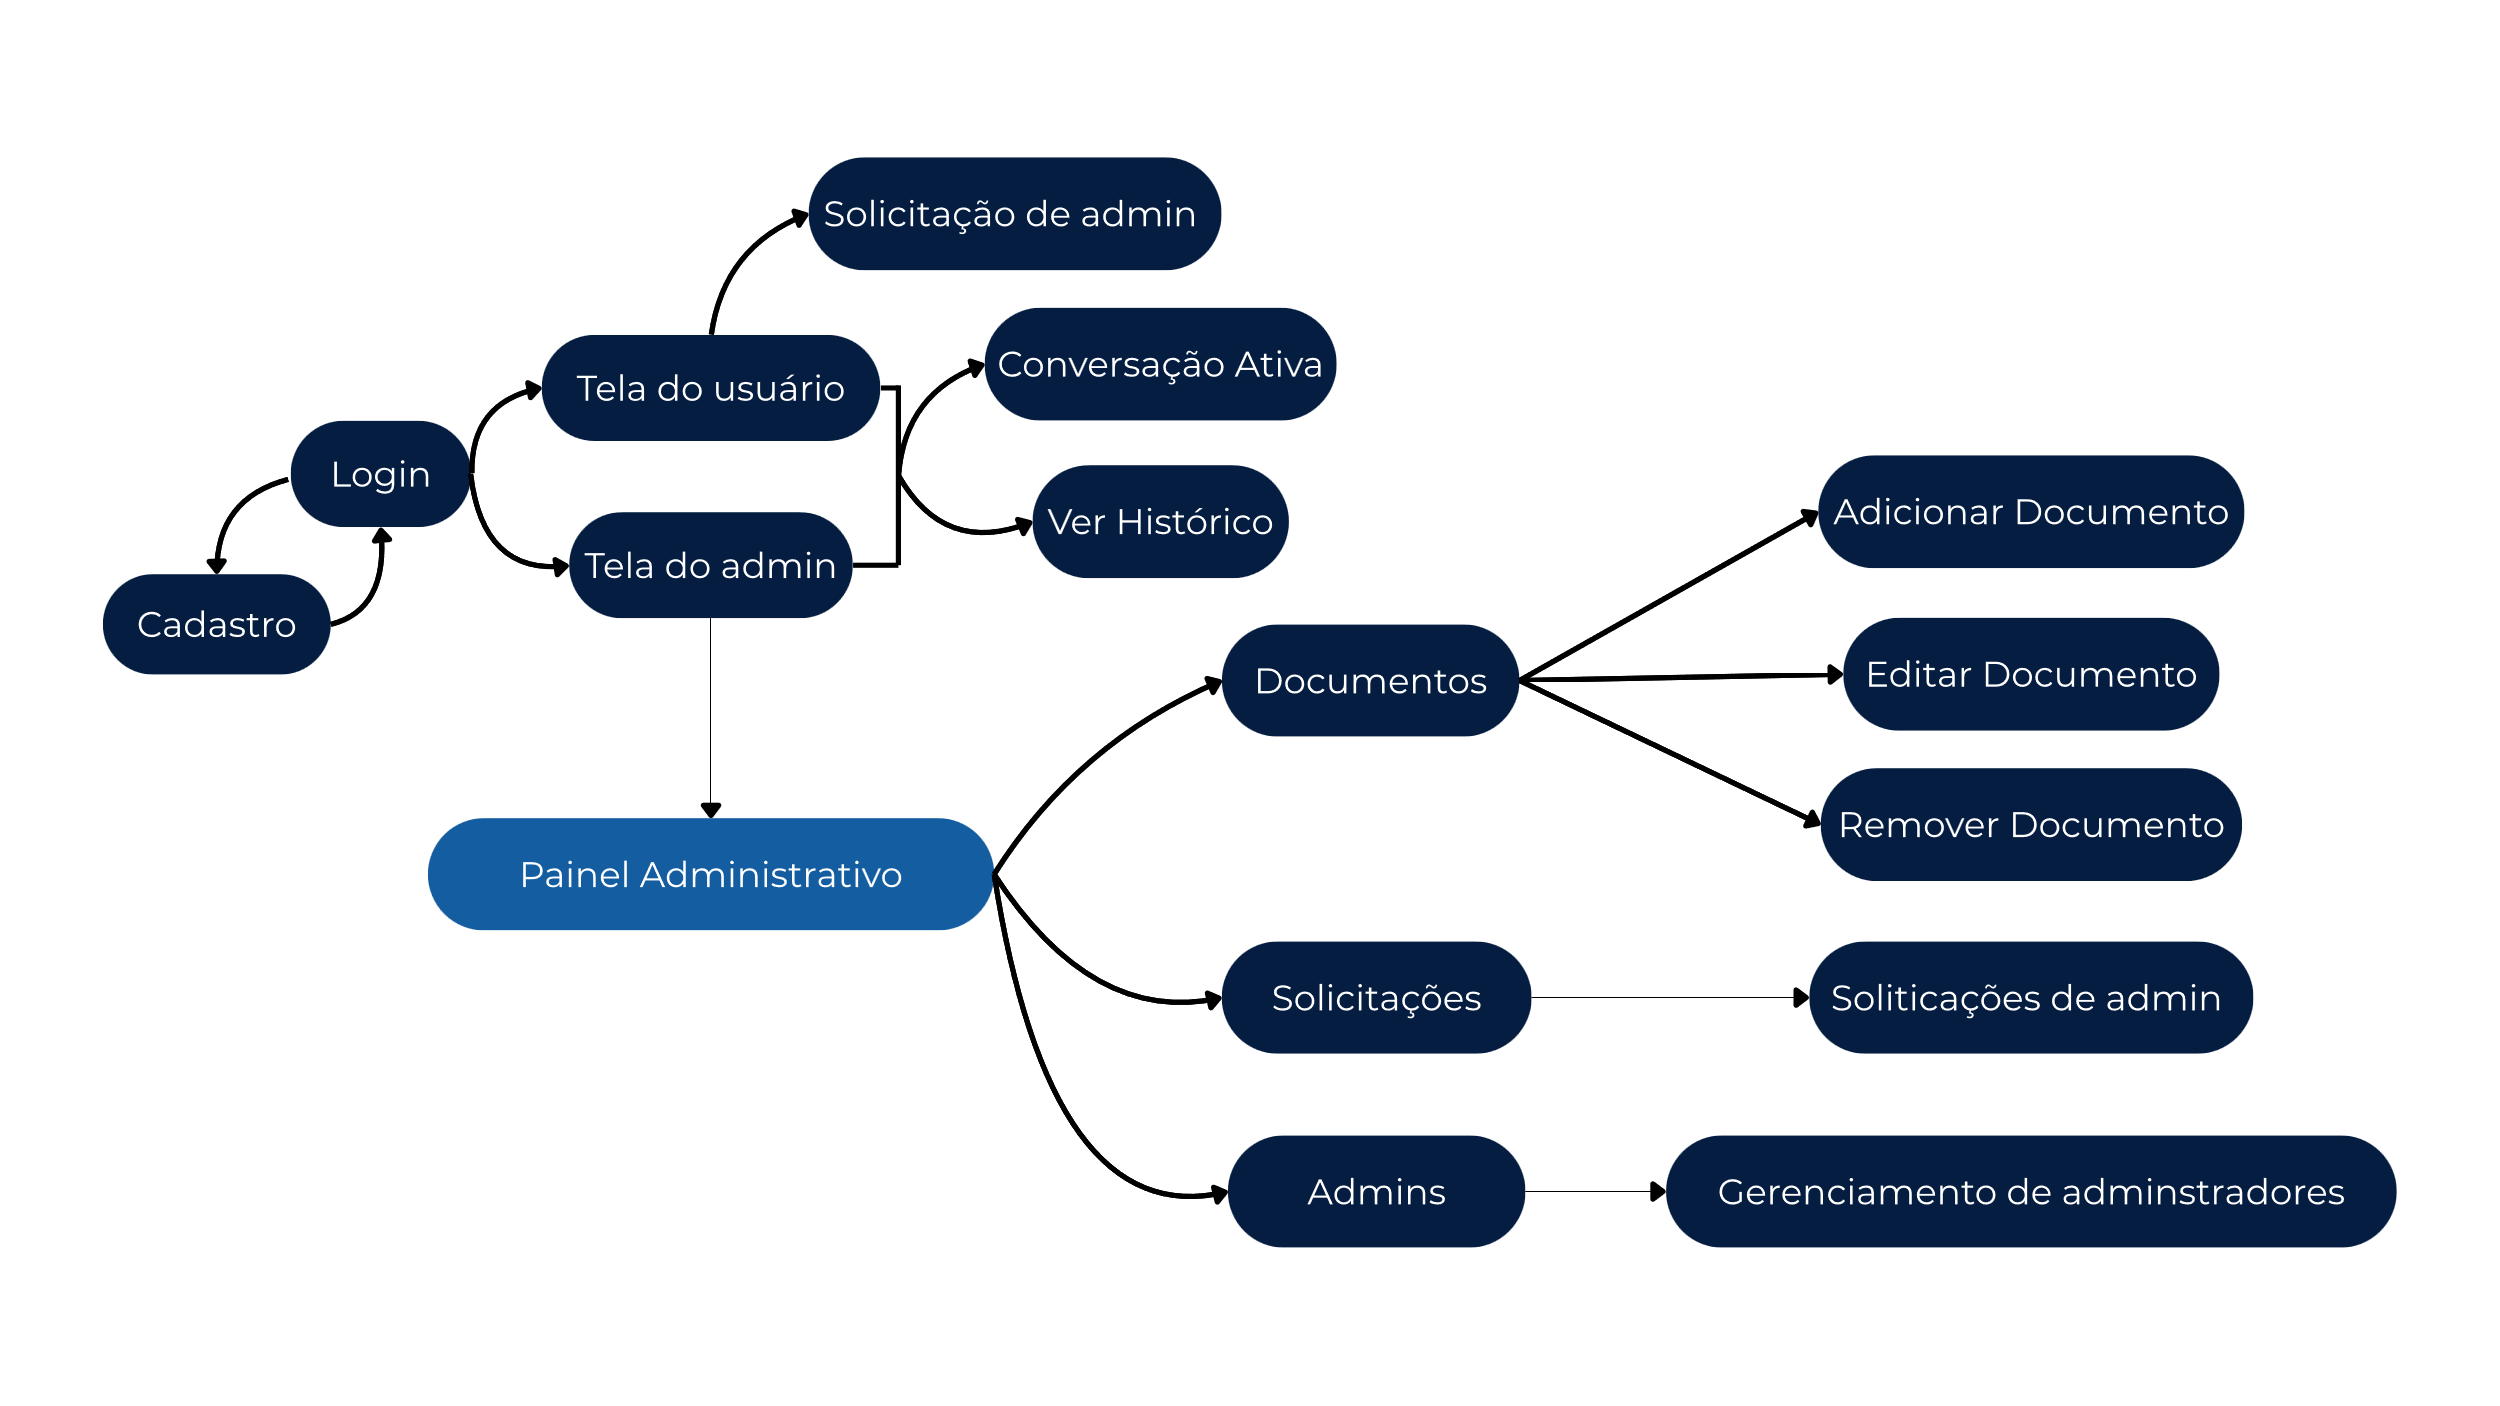 Solicitação de admin
Conversação Ativa
Tela do usuário
Login
Ver Histórico
Adicionar Documento
Tela do admin
Cadastro
Documentos
Editar Documento
Remover Documento
Painel Administrativo
Solicitações
Soliticações de admin
Admins
Gerenciamento de adminstradores